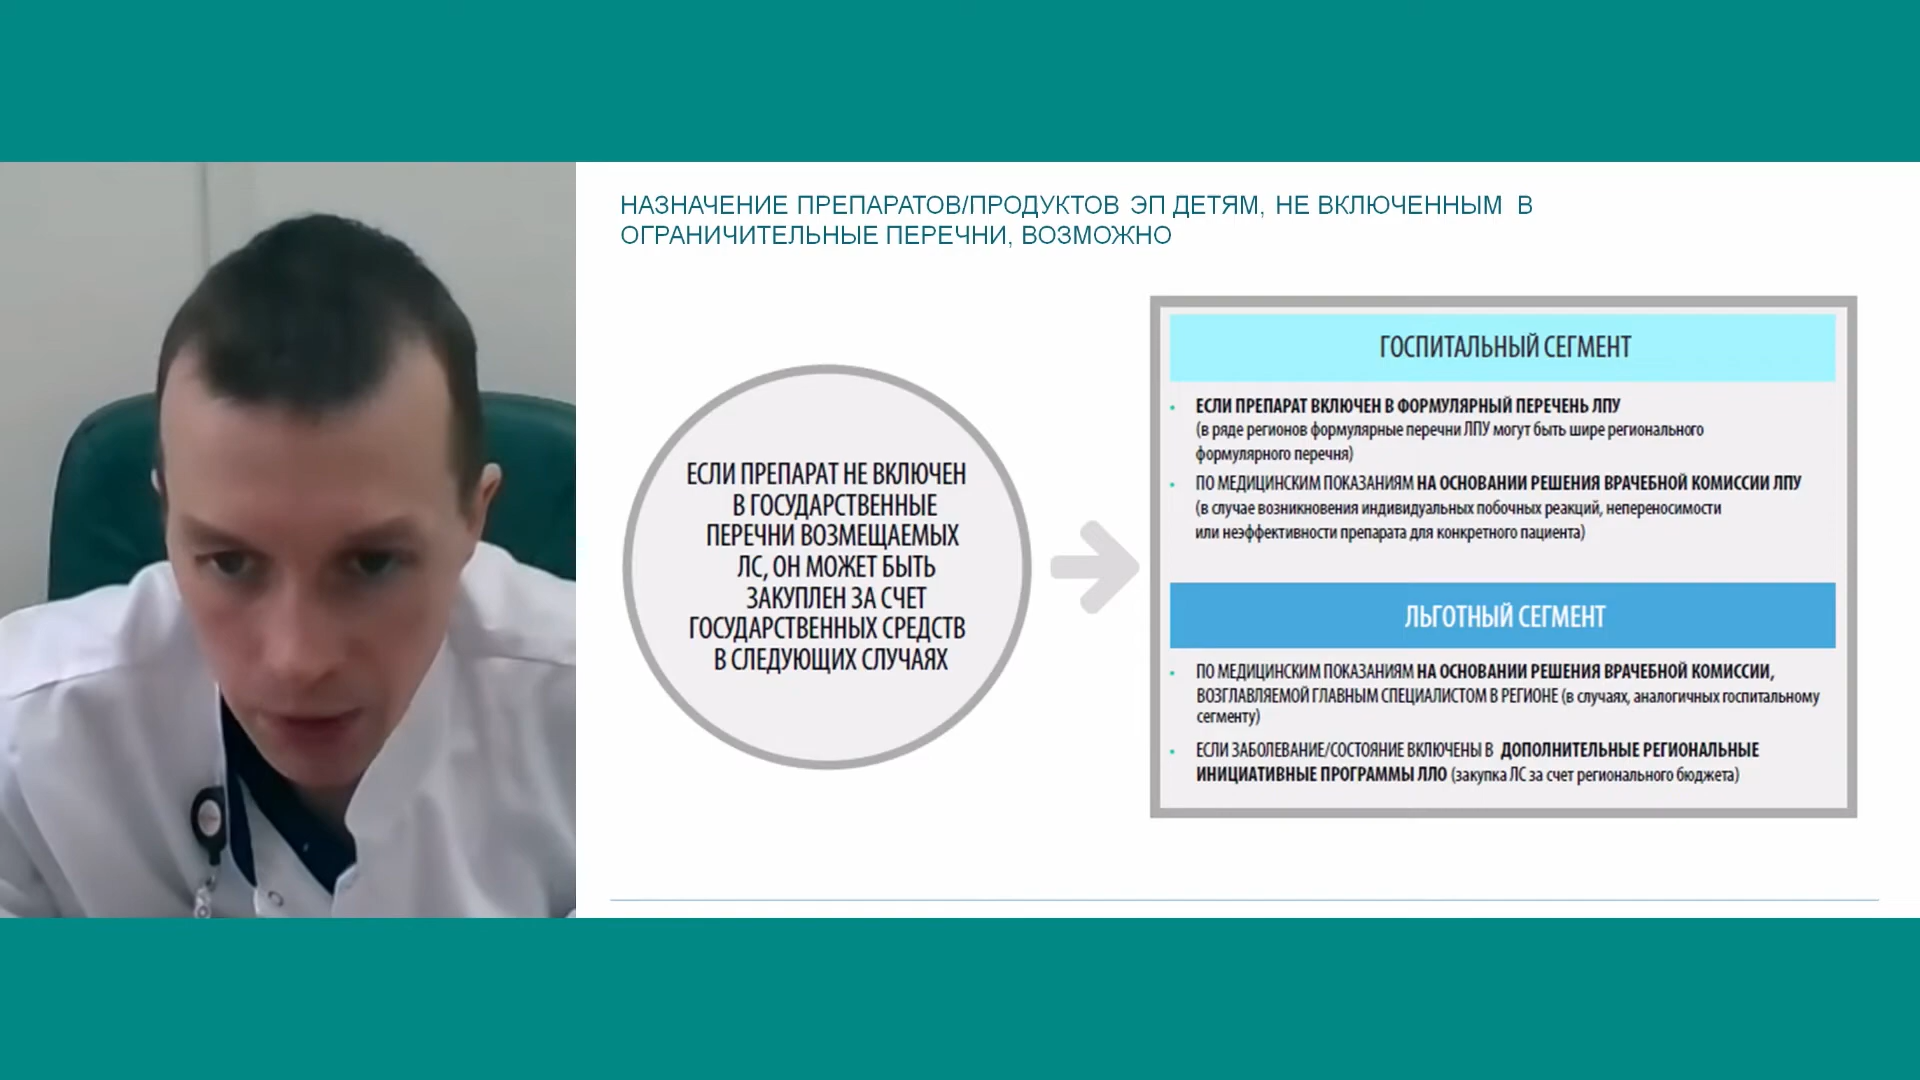 НАЗНАЧЕНИЕ ПРЕПАРАТОВ/ПРОДУКТОВ ЭП ДЕТЯМ, НЕ ВКЛЮЧЕННЫМ В
ОГРАНИЧИТЕЛЬНЫЕ ПЕРЕЧНИ, ВОЗМОЖНО
ЕСЛИ ПРЕПАРАТ НЕ ВКЛЮЧЕН
В ГОСУДАРСТВЕННЫЕ
ПЕРЕЧНИ ВОЗМЕЩАЕМЫХ
ЛС, ОН МОЖЕТ БЫТЬ
ЗАКУПЛЕН ЗА СЧЕТ
ГОСУДАРСТВЕННЫХ СРЕДСТВ
В СЛЕДУЮЩИХ СЛУЧАЯХ
ГОСПИТАЛЬНЫЙ СЕГМЕНТ
• ЕСЛИ ПРЕПАРАТ ВКЛЮЧЕН В ФОРМУЛЯРНЫЙ ПЕРЕЧЕНЬ ЛПУ
(в ряде регионов формулярные перечни ЛПУ могут быть шире регионального
формулярного перечня)
• ПО МЕДИЦИНСКИМ ПОКАЗАНИЯМ НА ОСНОВАНИИ РЕШЕНИЯ ВРАЧЕБНОЙ КОМИССИИ ЛПУ
(в случае возникновения индивидуальных побочных реакций, непереносимости
или неэффективности препарата для конкретного пациента)
ЛЬГОТНЫЙ СЕГМЕНТ
• ПО МЕДИЦИНСКИМ ПОКАЗАНИЯМ НА ОСНОВАНИИ РЕШЕНИЯ ВРАЧЕБНОЙ КОМИССИИ,
ВОЗГЛАВЛЯЕМОЙ ГЛАВНЫМ СПЕЦИАЛИСТОМ В РЕГИОНЕ (в случаях, аналогичных госпитальному
сегменту)
• ЕСЛИ ЗАБОЛЕВАНИЕ/СОСТОЯНИЕ ВКЛЮЧЕНЫ В ДОПОЛНИТЕЛЬНЫЕ РЕГИОНАЛЬНЫЕ
ИНИЦИАТИВНЫЕ ПРОГРАММЫ ЛЛО (закупка ЛС за счет регионального бюджета)